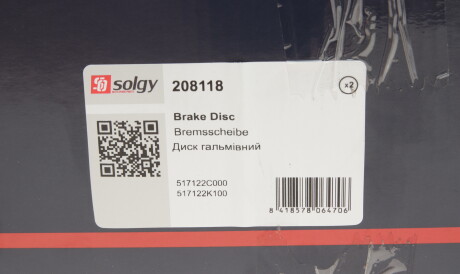 solgy 208118 x2
Brake Disc
Bremsscheibe
Диск гальмівний
517122C000
517122K100
8 418578 064706